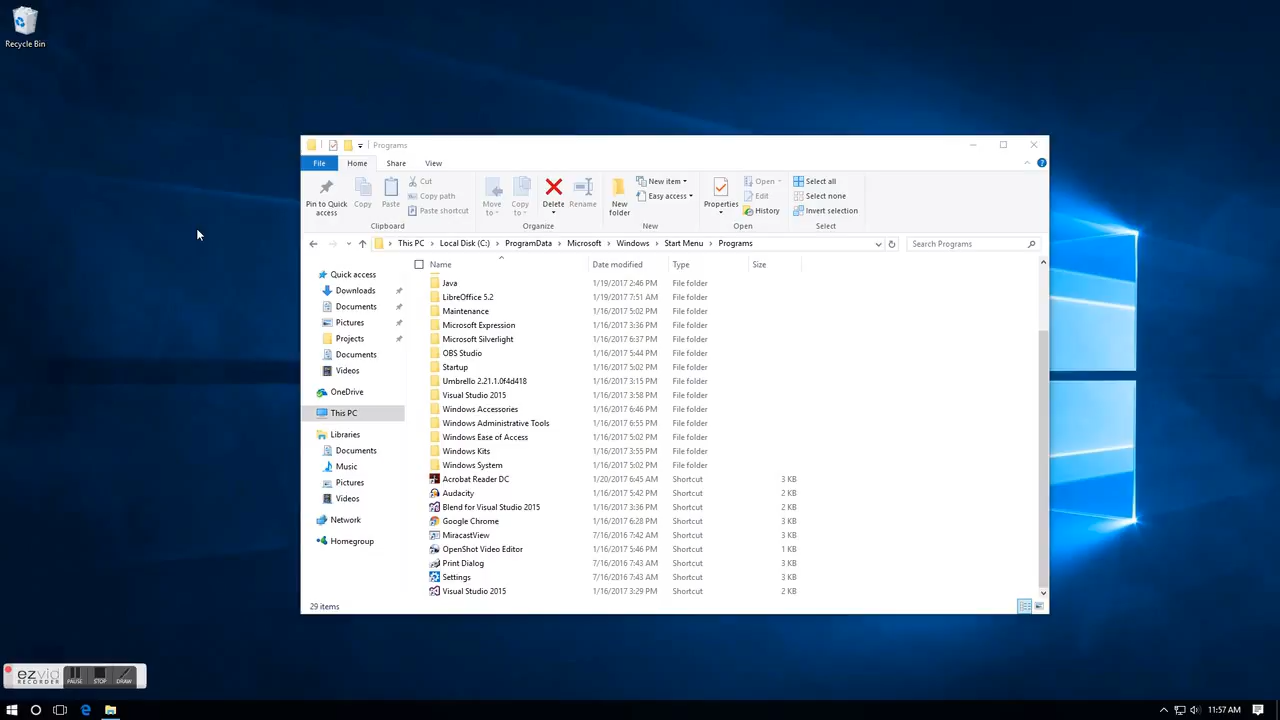 Recycle Bin
Programs
File Home Share View
Pin to Quick access
Copy
Paste
Cut
Copy path
Paste shortcut
Clipboard
Move to
Copy to
Delete
Rename
Organize
New folder
New item
Easy access
New
Properties
Open
Edit
History
Open
Select all
Select none
Invert selection
Select
This PC > Local Disk (C:) > ProgramData > Microsoft > Windows > Start Menu > Programs
Search Programs
Quick access
Downloads
Documents
Pictures
Projects
Documents
Videos
OneDrive
This PC
Libraries
Documents
Music
Pictures
Videos
Network
Homegroup
Name Date modified Type Size
Java 1/19/2017 2:46 PM File folder
LibreOffice 5.2 1/19/2017 7:51 AM File folder
Maintenance 1/16/2017 5:02 PM File folder
Microsoft Expression 1/16/2017 3:36 PM File folder
Microsoft Silverlight 1/16/2017 6:37 PM File folder
OBS Studio 1/16/2017 5:44 PM File folder
Startup 1/16/2017 5:02 PM File folder
Umbrello 2.21.1.0f4d418 1/16/2017 3:15 PM File folder
Visual Studio 2015 1/16/2017 3:58 PM File folder
Windows Accessories 1/16/2017 6:46 PM File folder
Windows Administrative Tools 1/16/2017 6:55 PM File folder
Windows Ease of Access 1/16/2017 5:02 PM File folder
Windows Kits 1/16/2017 3:55 PM File folder
Windows System 1/16/2017 5:02 PM File folder
Acrobat Reader DC 1/20/2017 6:45 AM Shortcut 3 KB
Audacity 1/16/2017 5:42 PM Shortcut 2 KB
Blend for Visual Studio 2015 1/16/2017 3:36 PM Shortcut 2 KB
Google Chrome 1/16/2017 6:28 PM Shortcut 3 KB
MiracastView 7/16/2016 7:42 AM Shortcut 3 KB
OpenShot Video Editor 1/16/2017 5:46 PM Shortcut 1 KB
Print Dialog 7/16/2016 7:43 AM Shortcut 3 KB
Settings 7/16/2016 7:43 AM Shortcut 3 KB
Visual Studio 2015 1/16/2017 3:29 PM Shortcut 2 KB
29 items
ezvid
RECORDER
PAUSE STOP DRAW
11:57 AM